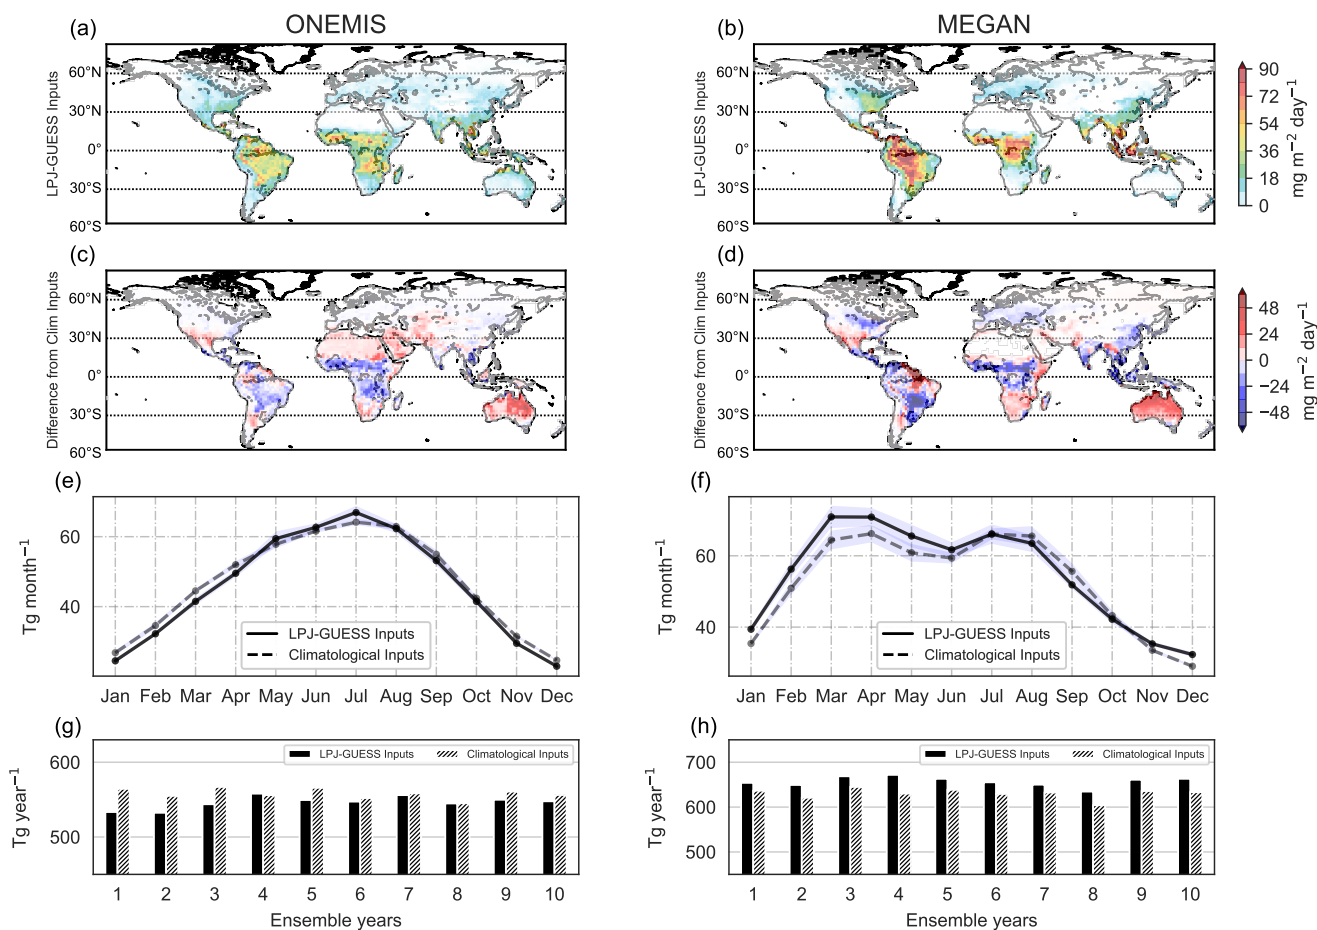 ONEMIS
MEGAN
(a)
(b)
LPJ-GUESS Inputs
60°N
30°N
0°
30°S
60°S
LPJ-GUESS Inputs
60°N
30°N
0°
30°S
60°S
90
72
54
36
18
0
mg m⁻² day⁻¹
(c)
(d)
Difference from Clim Inputs
60°N
30°N
0°
30°S
60°S
Difference from Clim Inputs
60°N
30°N
0°
30°S
60°S
48
24
0
−24
−48
mg m⁻² day⁻¹
(e)
Tg month⁻¹
60
40
LPJ-GUESS Inputs
Climatological Inputs
Jan Feb Mar Apr May Jun Jul Aug Sep Oct Nov Dec
(f)
Tg month⁻¹
60
40
LPJ-GUESS Inputs
Climatological Inputs
Jan Feb Mar Apr May Jun Jul Aug Sep Oct Nov Dec
(g)
Tg year⁻¹
600
500
LPJ-GUESS Inputs Climatological Inputs
1 2 3 4 5 6 7 8 9 10
Ensemble years
(h)
Tg year⁻¹
700
600
500
LPJ-GUESS Inputs Climatological Inputs
1 2 3 4 5 6 7 8 9 10
Ensemble years